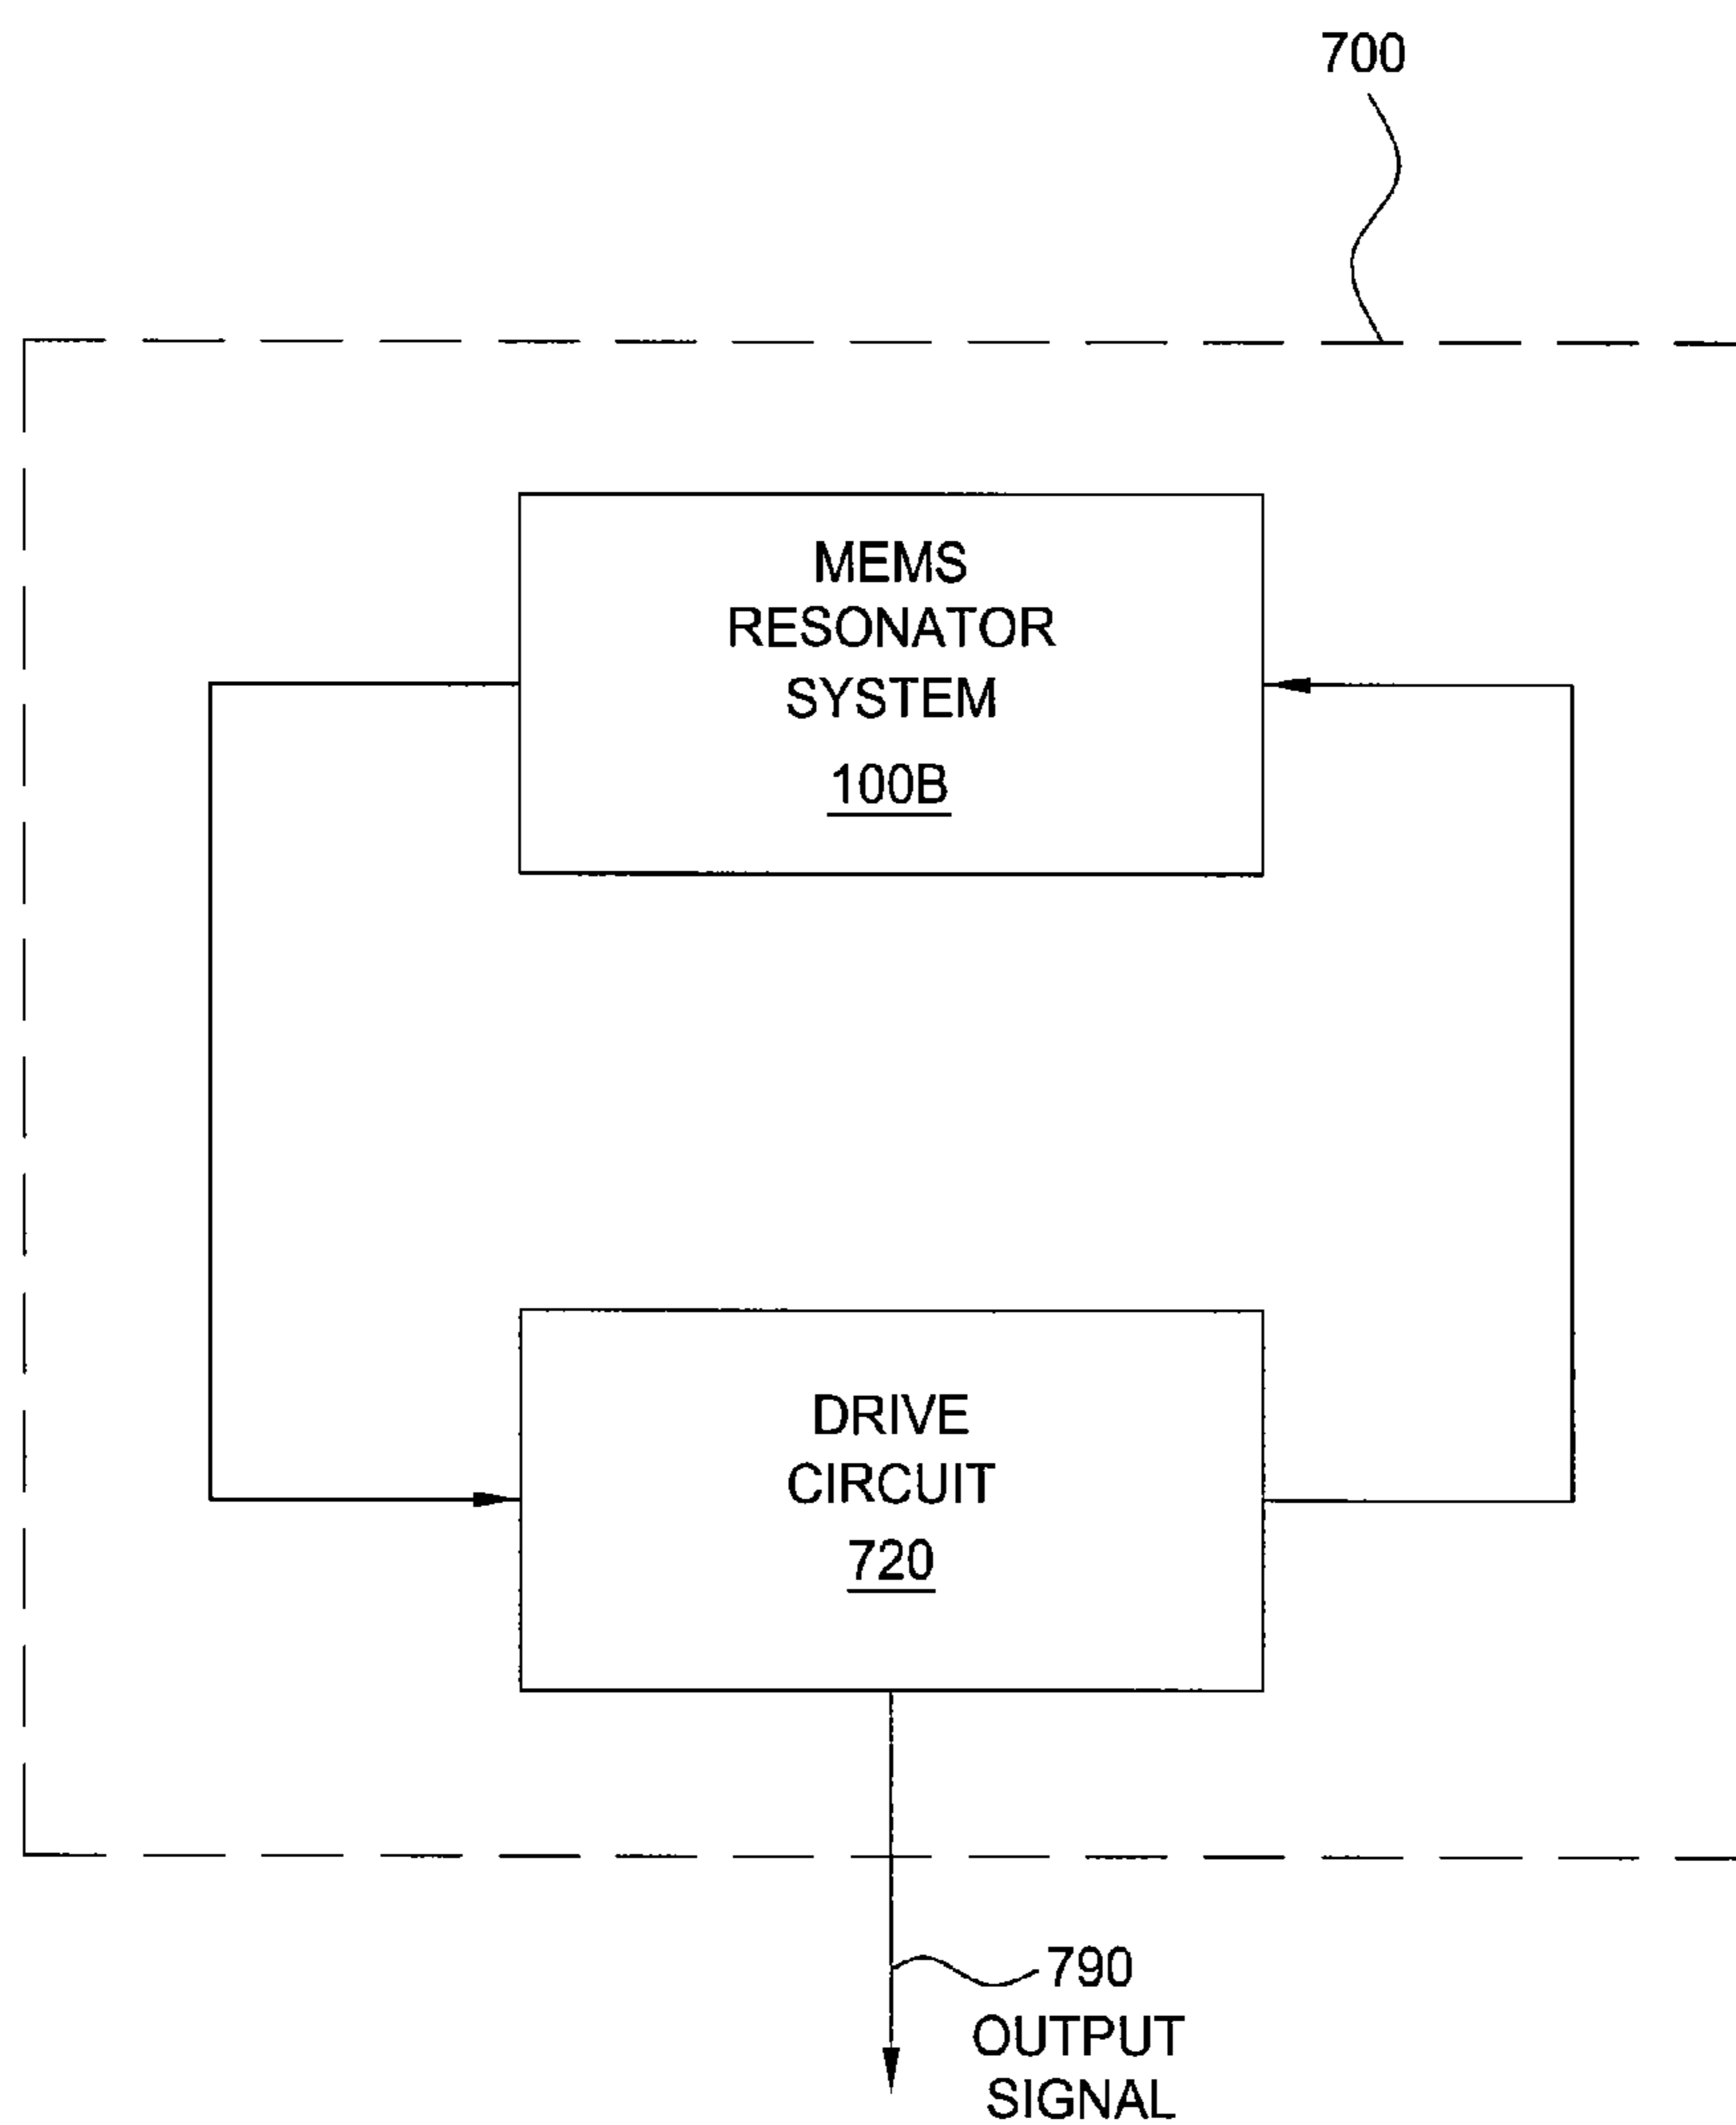 700
MEMS
RESONATOR
SYSTEM
100B
DRIVE
CIRCUIT
720
790
OUTPUT
SIGNAL